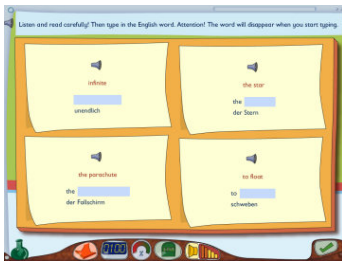 Listen and read carefully! Then type in the English word. Attention! The word will disappear when you start typing.
infinite
unendlich
the star
the
der Stern
the parachute
the
der Fallschirm
to float
to
schweben